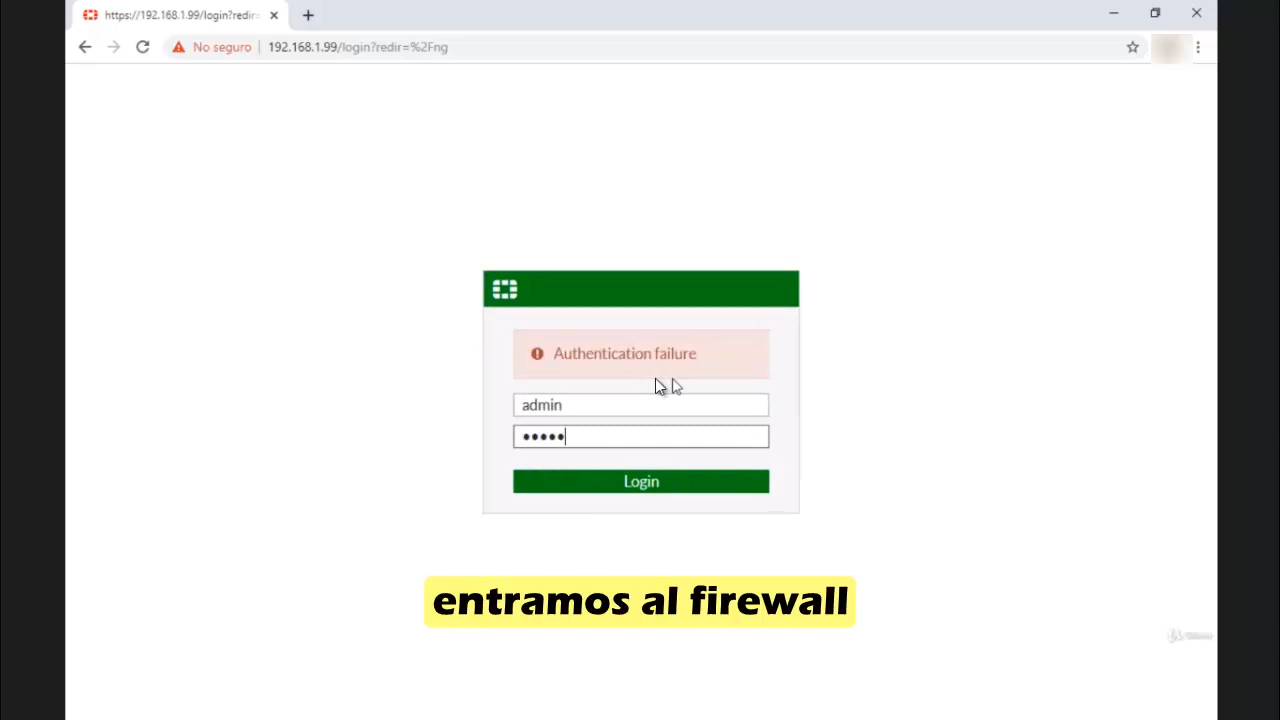 https://192.168.1.99/login?redir=
No seguro
192.168.1.99/login?redir=%2Fng
Authentication failure
admin
•••••
Login
entramos al firewall